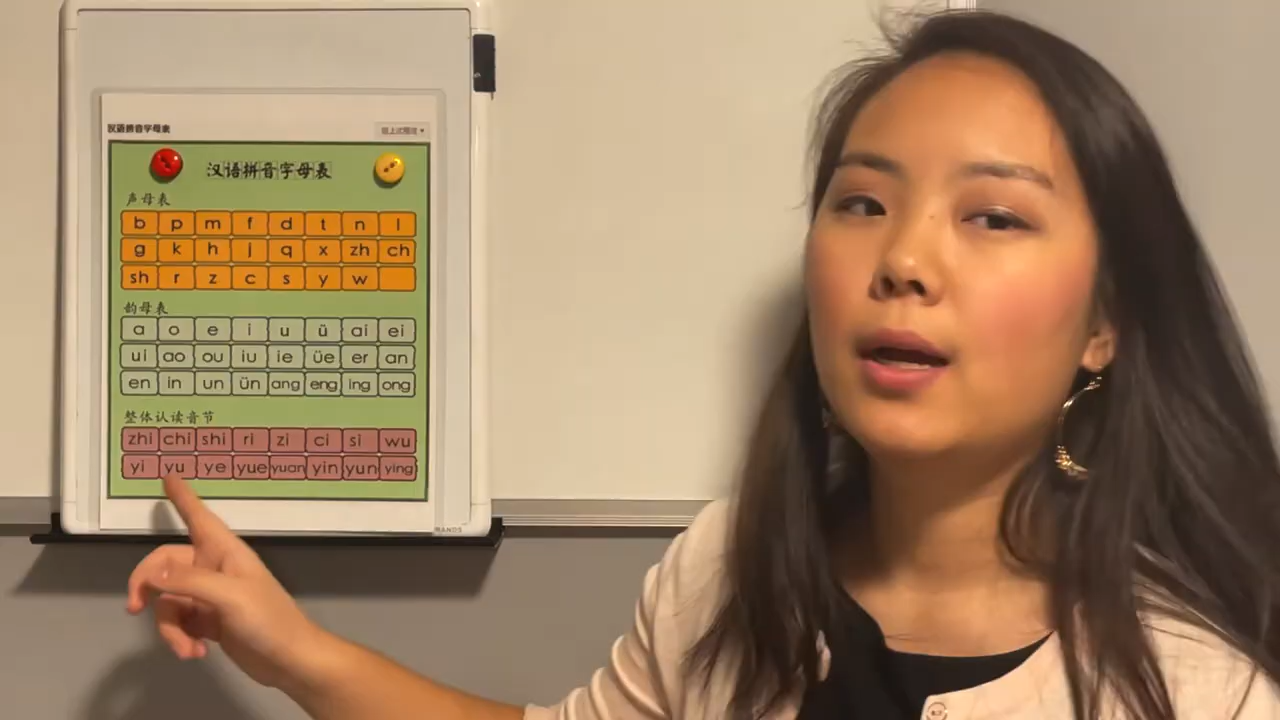 汉语拼音字母表
汉语拼音字母表
声母表
b p m f d t n l
g k h j q x zh ch
sh r z c s y w
韵母表
a o e i u ü ai ei
ui ao ou iu ie üe er an
en in un ün ang eng ing ong
整体认读音节
zhi chi shi ri zi ci si wu
yi yu ye yue yuan yin yun ying